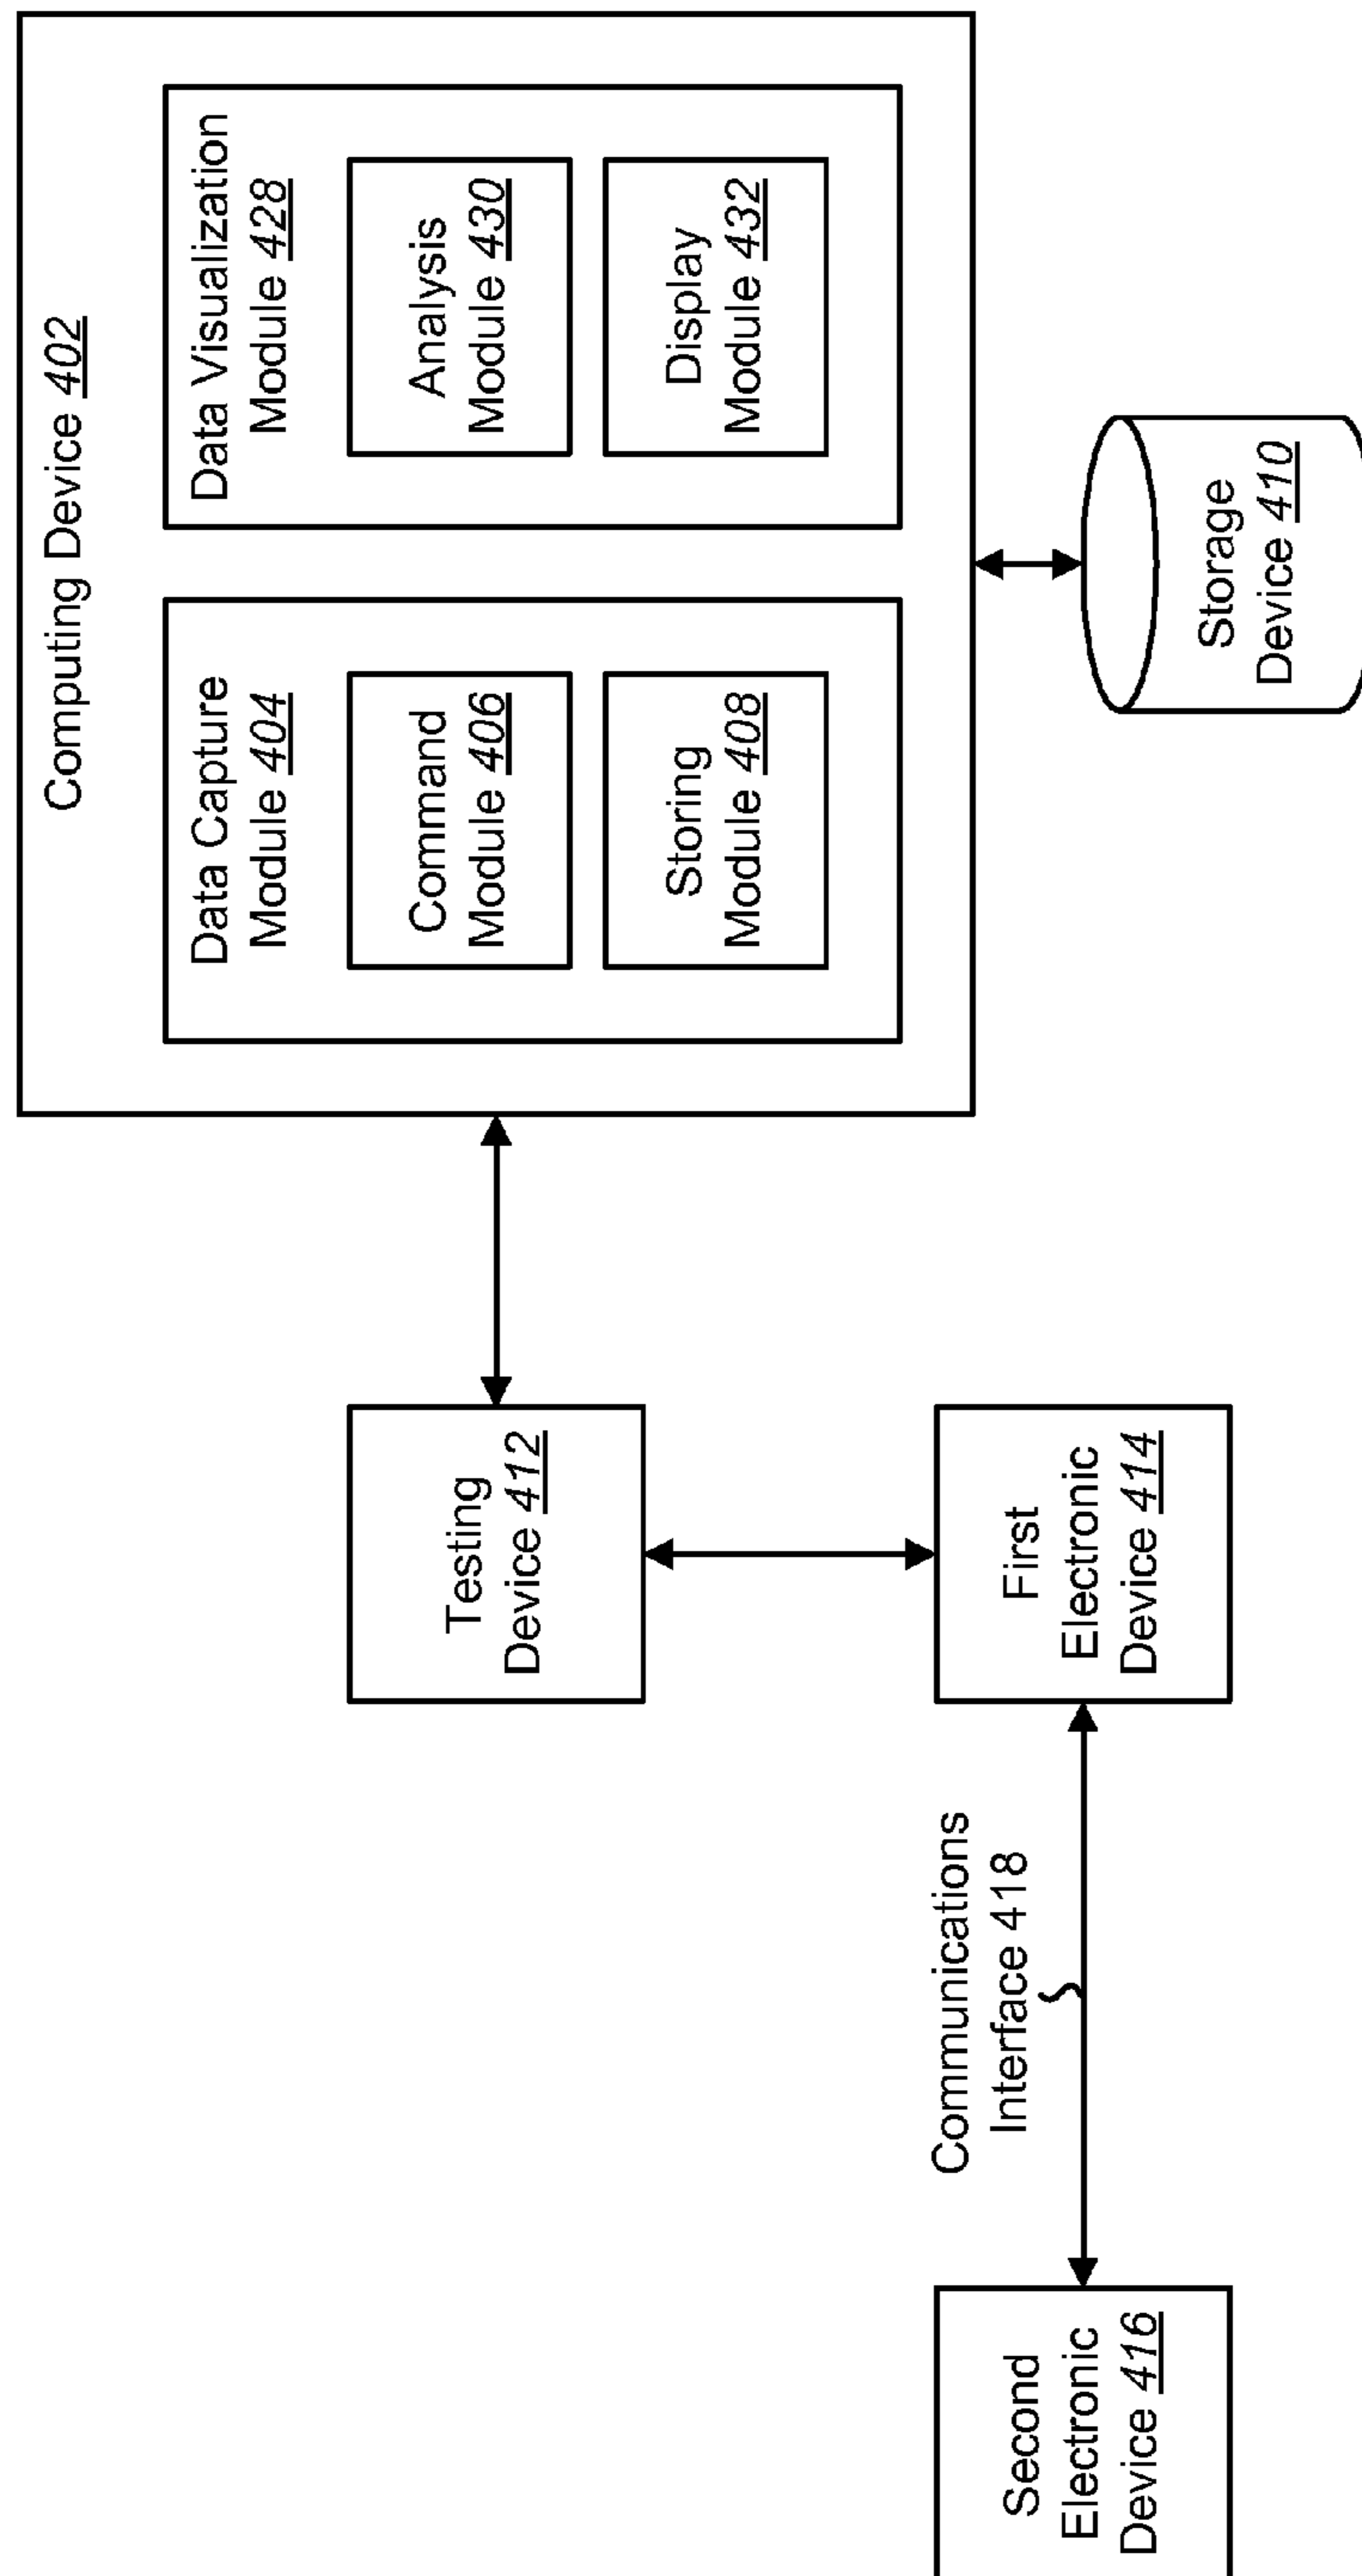 Computing Device 402
Data Capture
Module 404
Command
Module 406
Storing
Module 408
Data Visualization
Module 428
Analysis
Module 430
Display
Module 432
Testing
Device 412
Second
Electronic
Device 416
Communications
Interface 418
First
Electronic
Device 414
Storage
Device 410